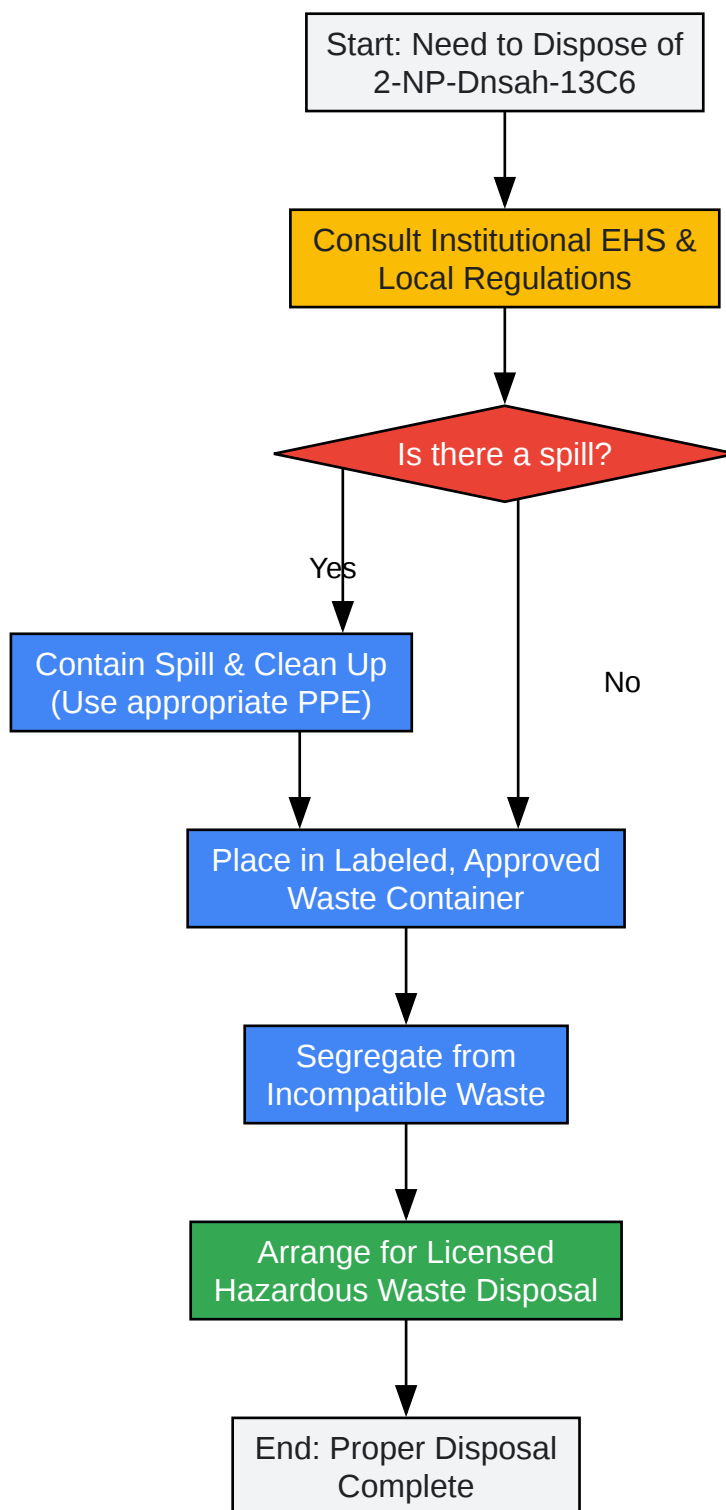 Start: Need to Dispose of
2-NP-Dnsah-13C6
Consult Institutional EHS &
Local Regulations
Is there a spill?
Yes
Contain Spill & Clean Up
(Use appropriate PPE)
No
Place in Labeled, Approved
Waste Container
Segregate from
Incompatible Waste
Arrange for Licensed
Hazardous Waste Disposal
End: Proper Disposal
Complete